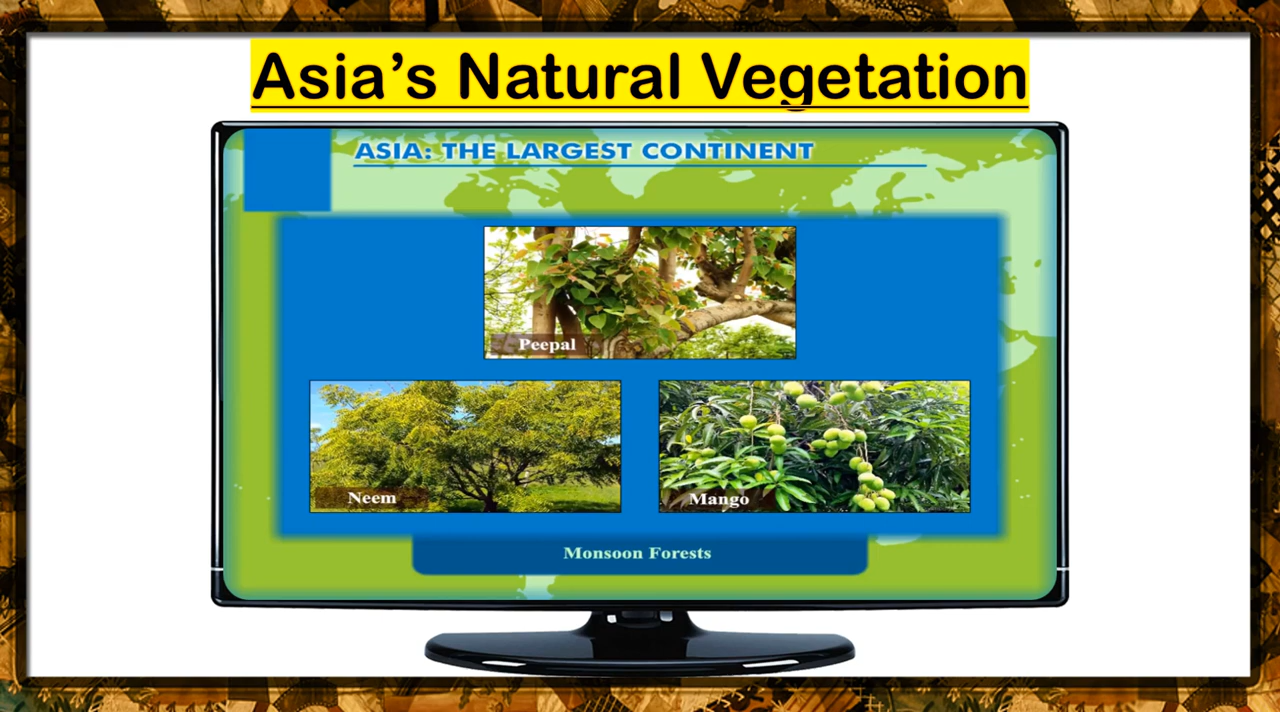 Asia’s Natural Vegetation
ASIA: THE LARGEST CONTINENT
Peepal
Neem
Mango
Monsoon Forests